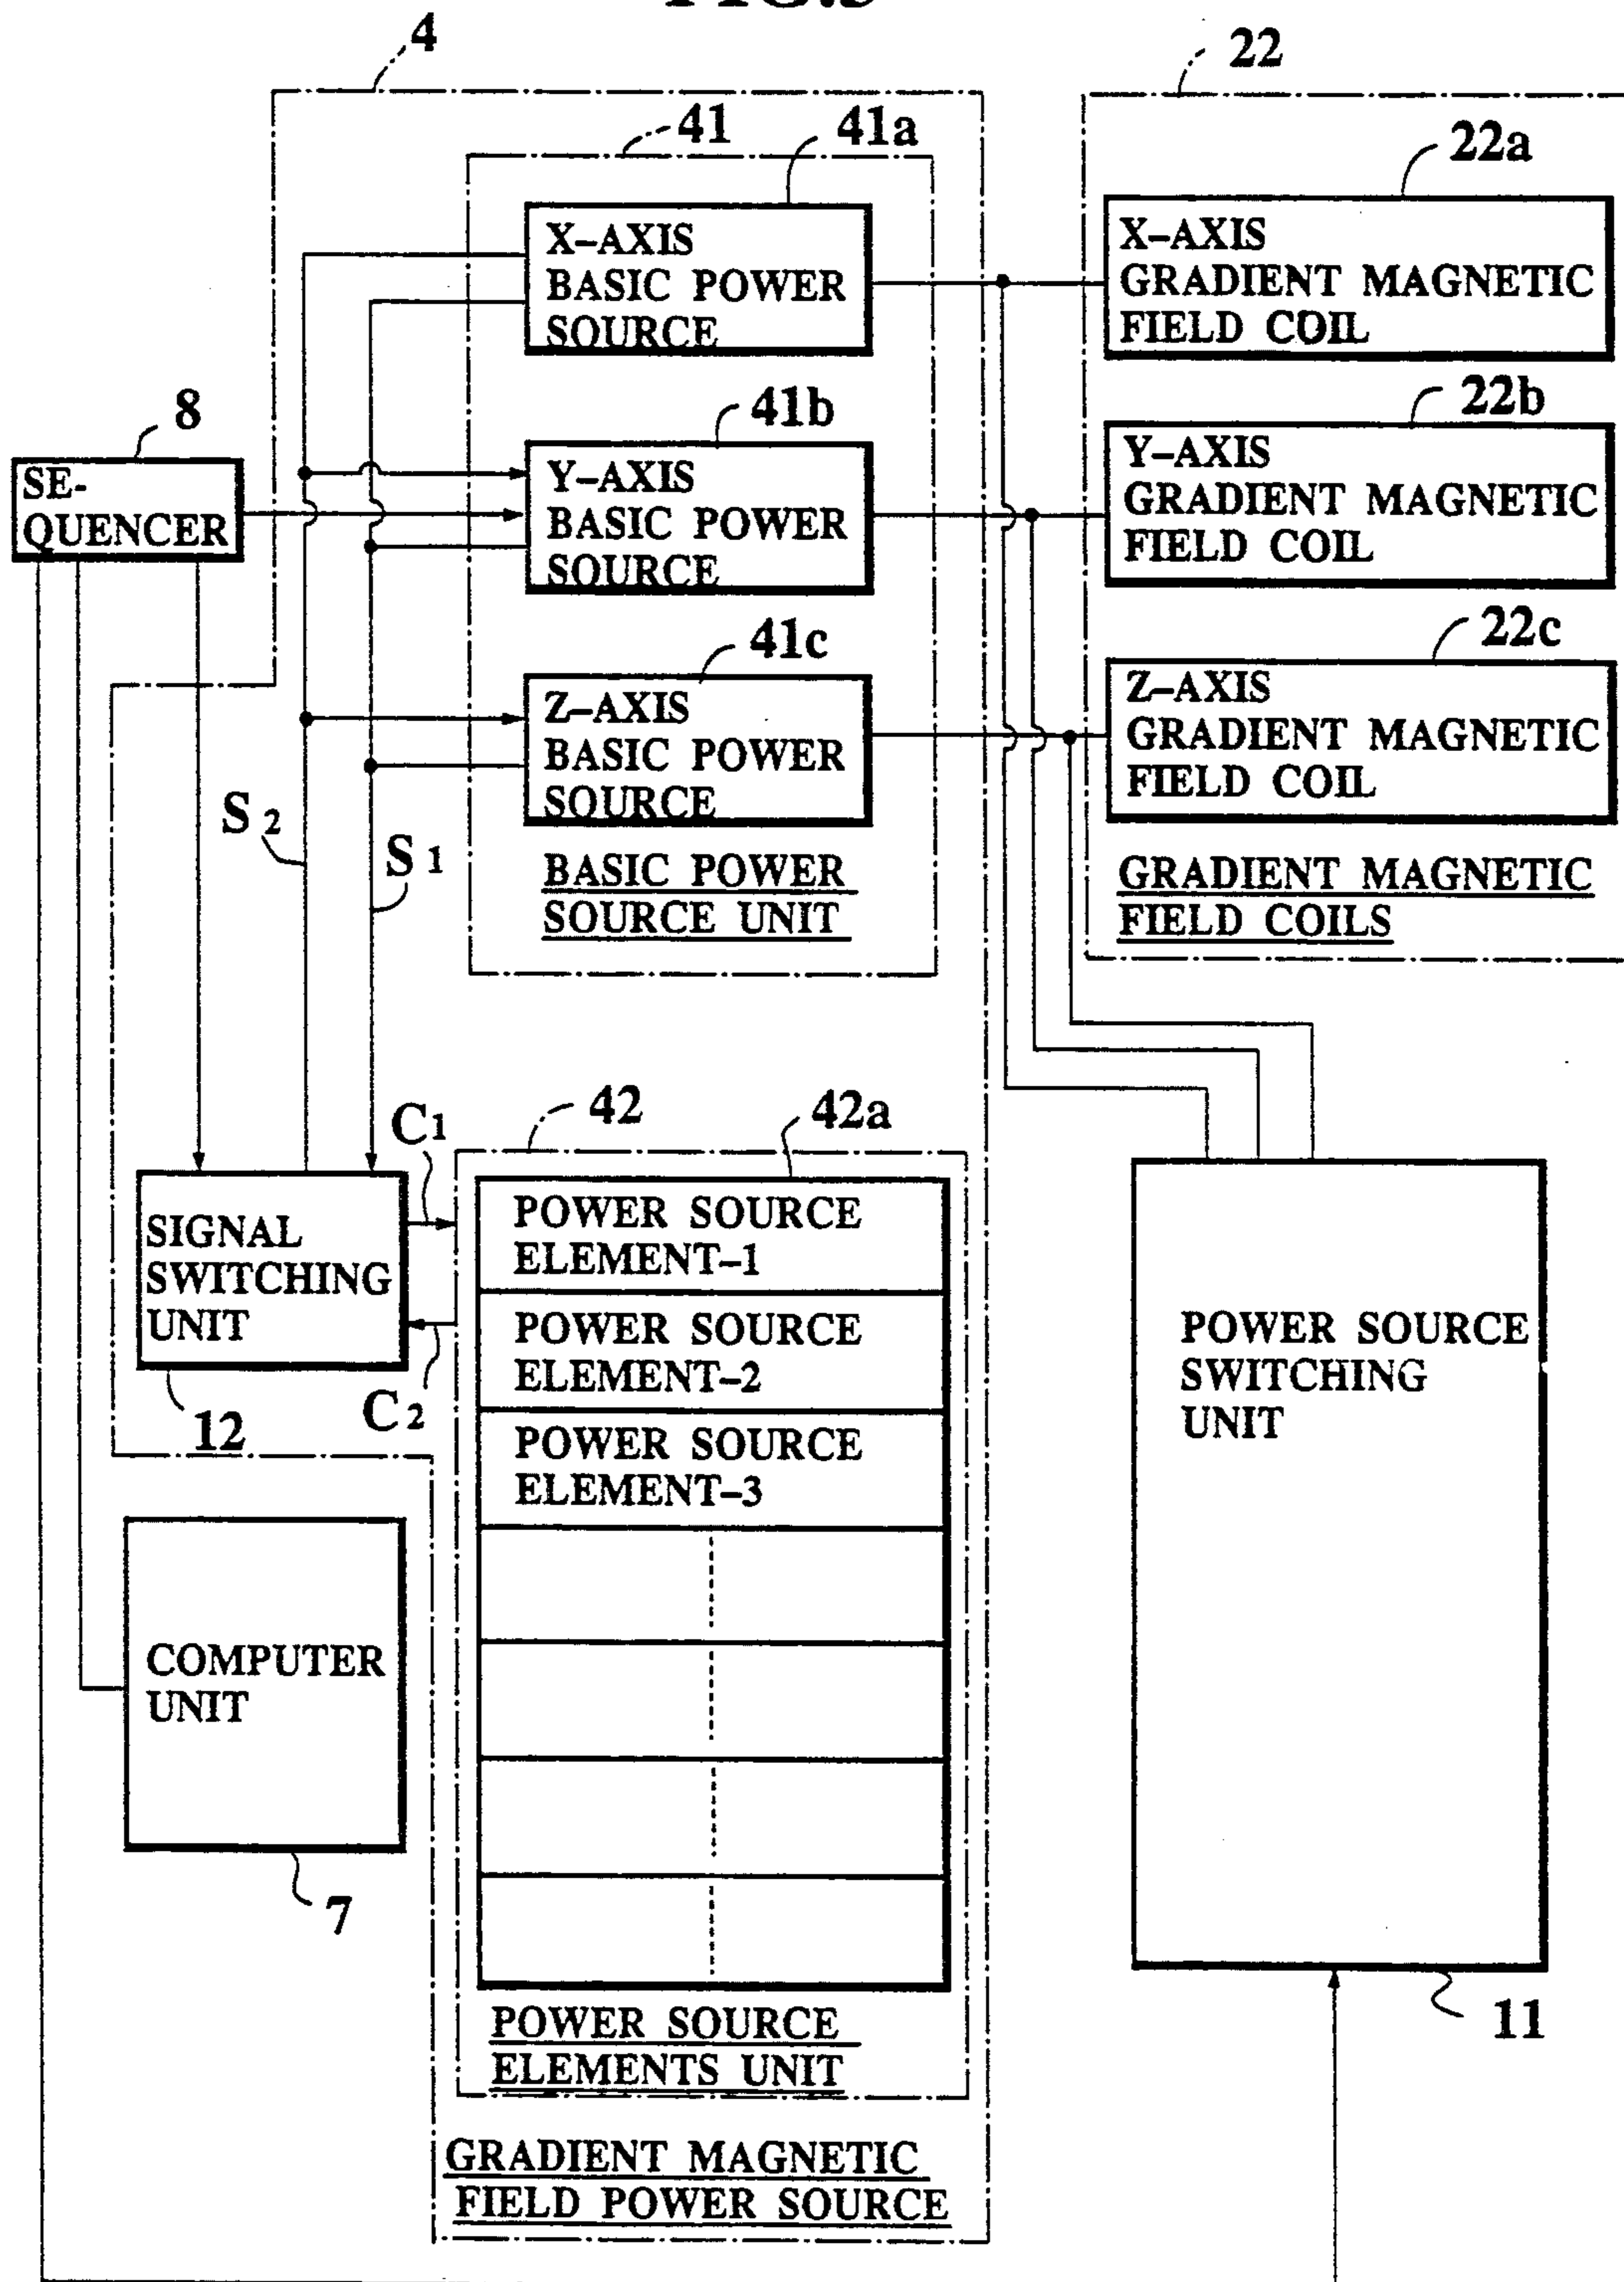 FIG.3
4
22
41
41a
22a
X-AXIS
BASIC POWER
SOURCE
X-AXIS
GRADIENT MAGNETIC
FIELD COIL
8
41b
22b
SE-
QUENCER
Y-AXIS
BASIC POWER
SOURCE
Y-AXIS
GRADIENT MAGNETIC
FIELD COIL
41c
22c
Z-AXIS
BASIC POWER
SOURCE
Z-AXIS
GRADIENT MAGNETIC
FIELD COIL
S2
S1
BASIC POWER
SOURCE UNIT
GRADIENT MAGNETIC
FIELD COILS
C1
42
42a
SIGNAL
SWITCHING
UNIT
POWER SOURCE
ELEMENT-1
POWER SOURCE
ELEMENT-2
POWER SOURCE
ELEMENT-3
POWER SOURCE
SWITCHING
UNIT
12
C2
COMPUTER
UNIT
7
11
POWER SOURCE
ELEMENTS UNIT
GRADIENT MAGNETIC
FIELD POWER SOURCE